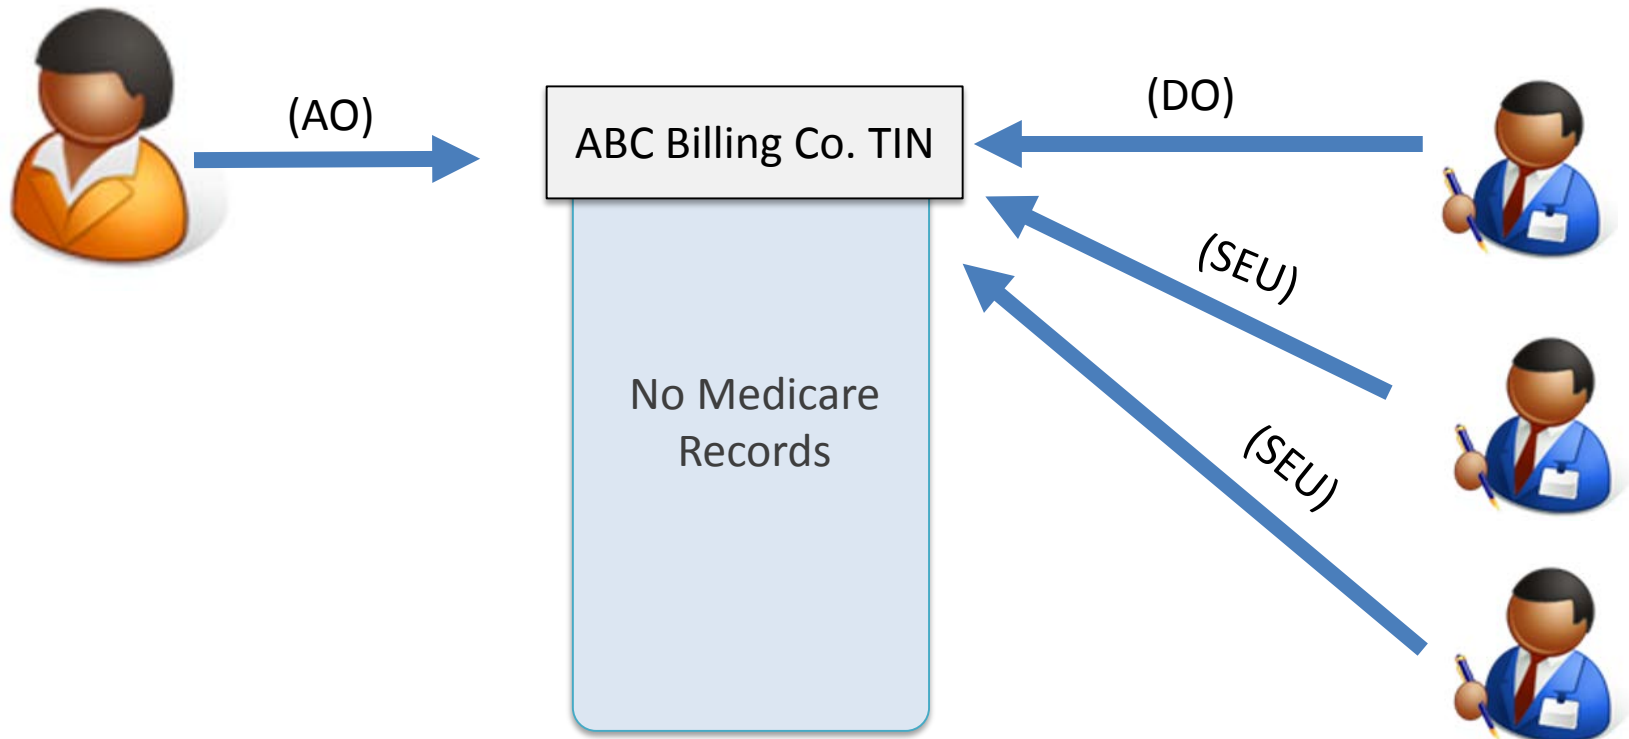 (AO)
ABC Billing Co. TIN
(DO)
(SEU)
(SEU)
No Medicare
Records